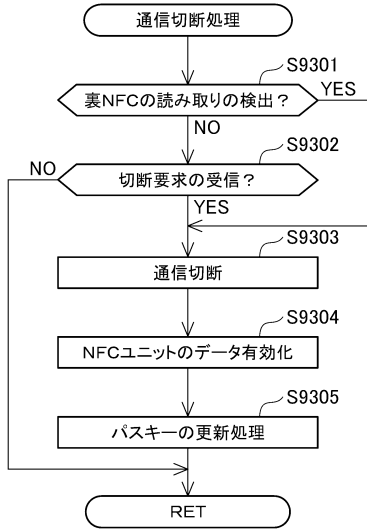 通信切断処理
S9301
裏NFCの読み取りの検出？
YES
NO
S9302
NO
切断要求の受信？
YES
S9303
通信切断
S9304
NFCユニットのデータ有効化
S9305
パスキーの更新処理
RET